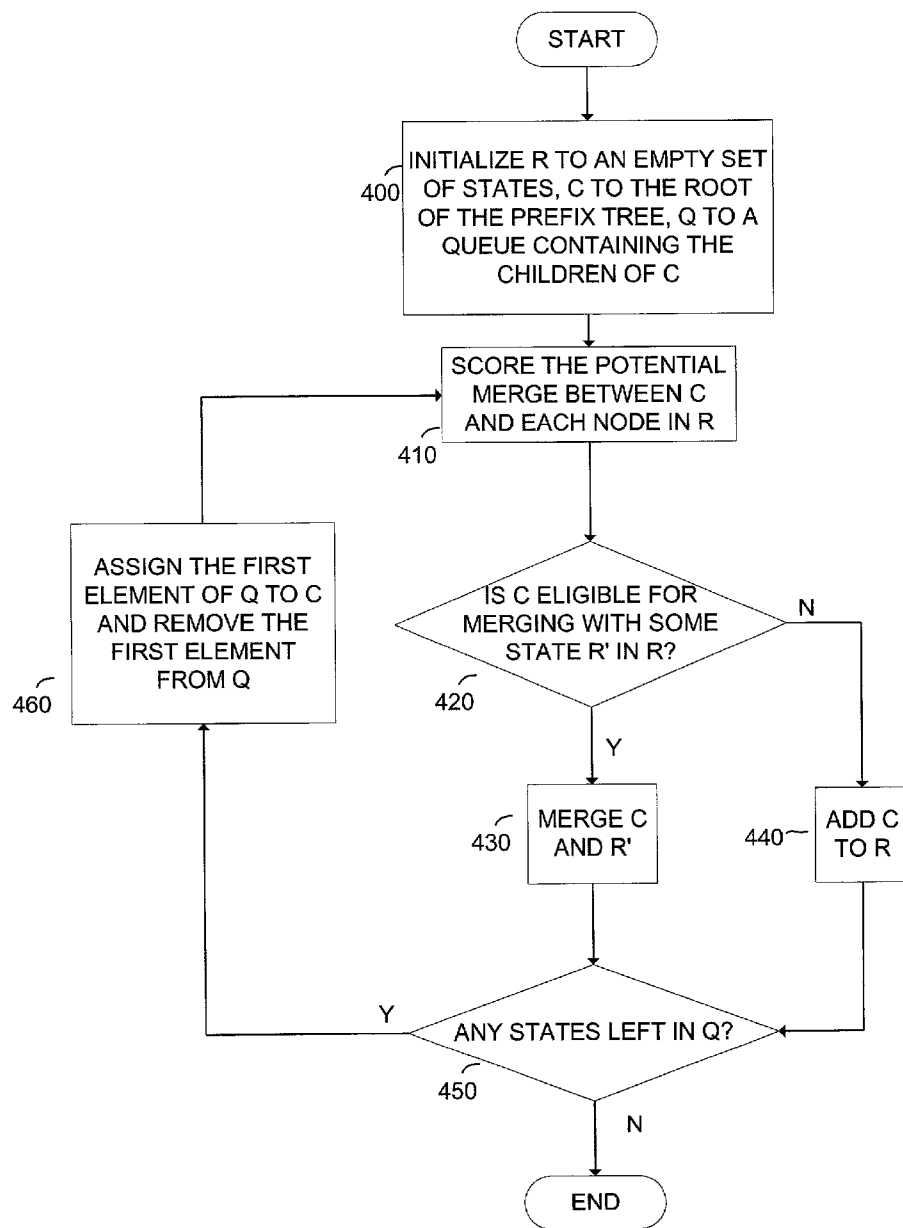 START
INITIALIZE R TO AN EMPTY SET
OF STATES, C TO THE ROOT
OF THE PREFIX TREE, Q TO A
QUEUE CONTAINING THE
CHILDREN OF C
400
SCORE THE POTENTIAL
MERGE BETWEEN C
AND EACH NODE IN R
410
IS C ELIGIBLE FOR
MERGING WITH SOME
STATE R' IN R?
420
N
Y
ASSIGN THE FIRST
ELEMENT OF Q TO C
AND REMOVE THE
FIRST ELEMENT
FROM Q
460
MERGE C
AND R'
430
ADD C
TO R
440
ANY STATES LEFT IN Q?
450
Y
N
END